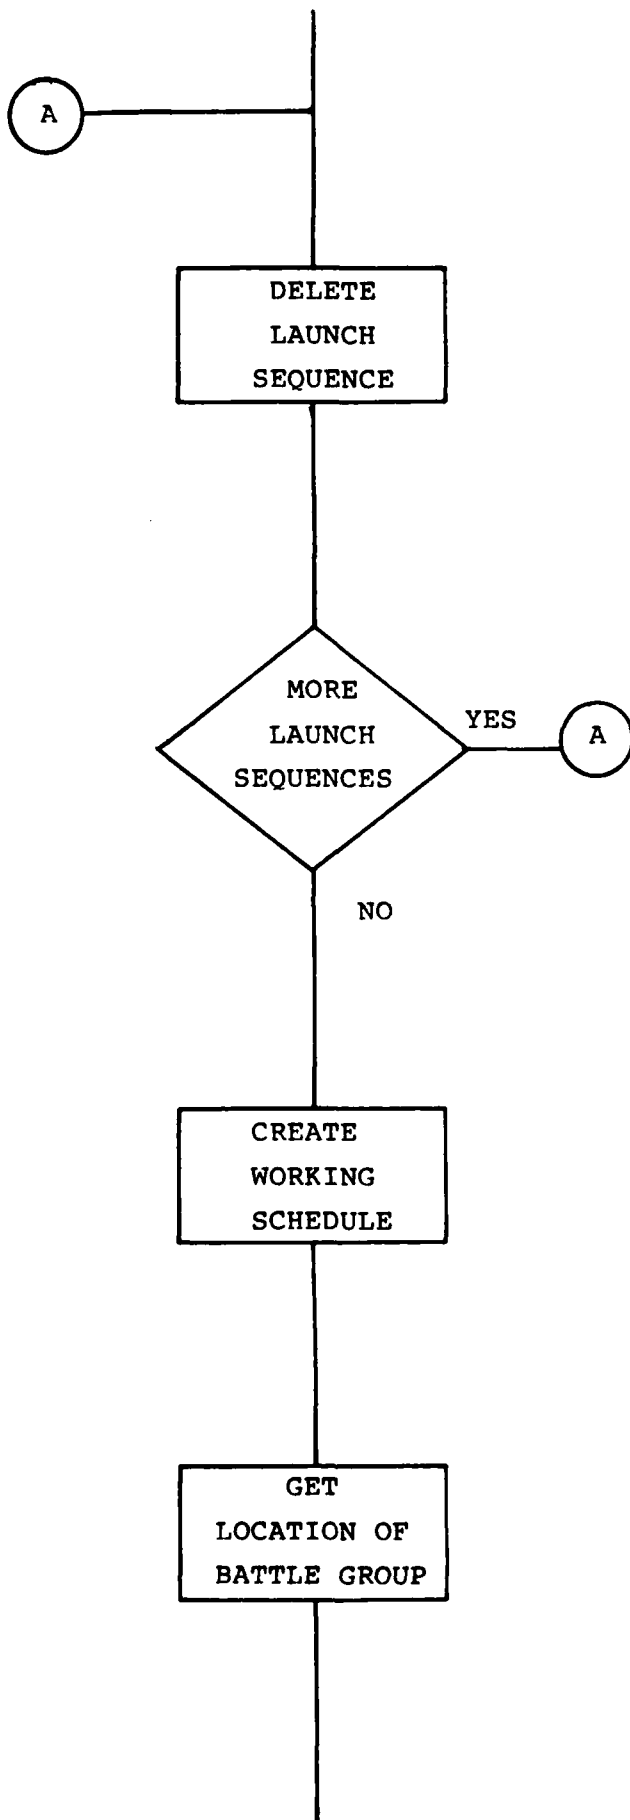 A
DELETE
LAUNCH
SEQUENCE
MORE
LAUNCH
SEQUENCES
YES
A
NO
CREATE
WORKING
SCHEDULE
GET
LOCATION OF
BATTLE GROUP